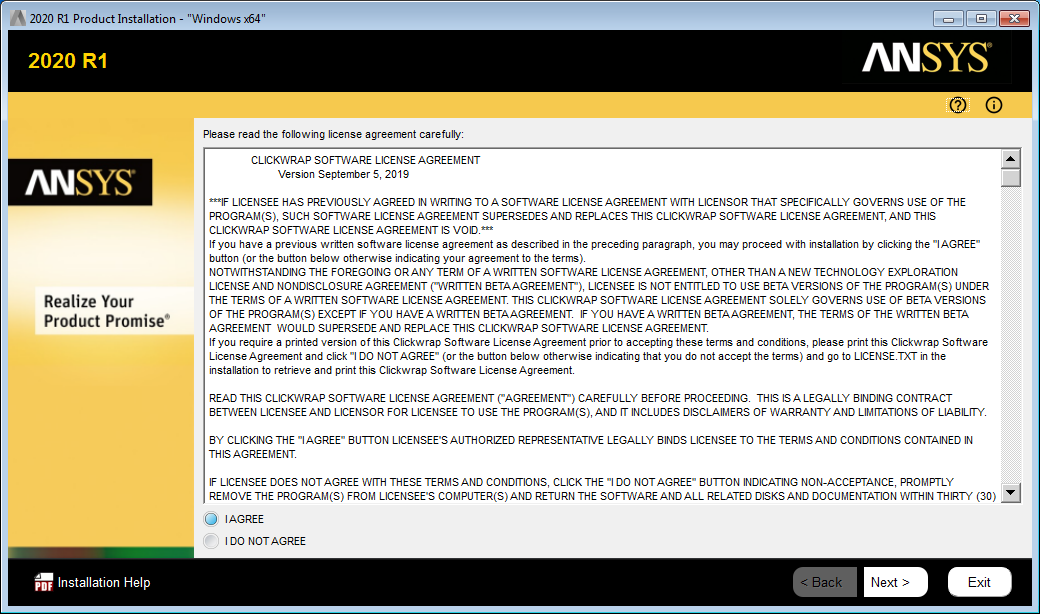 2020 R1 Product Installation - "Windows x64"
2020 R1
ANSYS®
Please read the following license agreement carefully:
ANSYS®
Realize Your
Product Promise®
CLICKWRAP SOFTWARE LICENSE AGREEMENT
Version September 5, 2019
***IF LICENSEE HAS PREVIOUSLY AGREED IN WRITING TO A SOFTWARE LICENSE AGREEMENT WITH LICENSOR THAT SPECIFICALLY GOVERNS USE OF THE
PROGRAM(S), SUCH SOFTWARE LICENSE AGREEMENT SUPERSEDES AND REPLACES THIS CLICKWRAP SOFTWARE LICENSE AGREEMENT, AND THIS
CLICKWRAP SOFTWARE LICENSE AGREEMENT IS VOID.***
If you have a previous written software license agreement as described in the preceding paragraph, you may proceed with installation by clicking the "I AGREE"
button (or the button below otherwise indicating your agreement to the terms).
NOTWITHSTANDING THE FOREGOING OR ANY TERM OF A WRITTEN SOFTWARE LICENSE AGREEMENT, OTHER THAN A NEW TECHNOLOGY EXPLORATION
LICENSE AND NONDISCLOSURE AGREEMENT ("WRITTEN BETA AGREEMENT"), LICENSEE IS NOT ENTITLED TO USE BETA VERSIONS OF THE PROGRAM(S) UNDER
THE TERMS OF A WRITTEN SOFTWARE LICENSE AGREEMENT. THIS CLICKWRAP SOFTWARE LICENSE AGREEMENT SOLELY GOVERNS USE OF BETA VERSIONS
OF THE PROGRAM(S) EXCEPT IF YOU HAVE A WRITTEN BETA AGREEMENT. IF YOU HAVE A WRITTEN BETA AGREEMENT, THE TERMS OF THE WRITTEN BETA
AGREEMENT WOULD SUPERSEDE AND REPLACE THIS CLICKWRAP SOFTWARE LICENSE AGREEMENT.
If you require a printed version of this Clickwrap Software License Agreement prior to accepting these terms and conditions, please print this Clickwrap Software
License Agreement and click "I DO NOT AGREE" (or the button below otherwise indicating that you do not accept the terms) and go to LICENSE.TXT in the
installation to retrieve and print this Clickwrap Software License Agreement.
READ THIS CLICKWRAP SOFTWARE LICENSE AGREEMENT ("AGREEMENT") CAREFULLY BEFORE PROCEEDING. THIS IS A LEGALLY BINDING CONTRACT
BETWEEN LICENSEE AND LICENSOR FOR LICENSEE TO USE THE PROGRAM(S), AND IT INCLUDES DISCLAIMERS OF WARRANTY AND LIMITATIONS OF LIABILITY.
BY CLICKING THE "I AGREE" BUTTON LICENSEE'S AUTHORIZED REPRESENTATIVE LEGALLY BINDS LICENSEE TO THE TERMS AND CONDITIONS CONTAINED IN
THIS AGREEMENT.
IF LICENSEE DOES NOT AGREE WITH THESE TERMS AND CONDITIONS, CLICK THE "I DO NOT AGREE" BUTTON INDICATING NON-ACCEPTANCE, PROMPTLY
REMOVE THE PROGRAM(S) FROM LICENSEE'S COMPUTER(S) AND RETURN THE SOFTWARE AND ALL RELATED DISKS AND DOCUMENTATION WITHIN THIRTY (30)
I AGREE
I DO NOT AGREE
PDF Installation Help
< Back
Next >
Exit